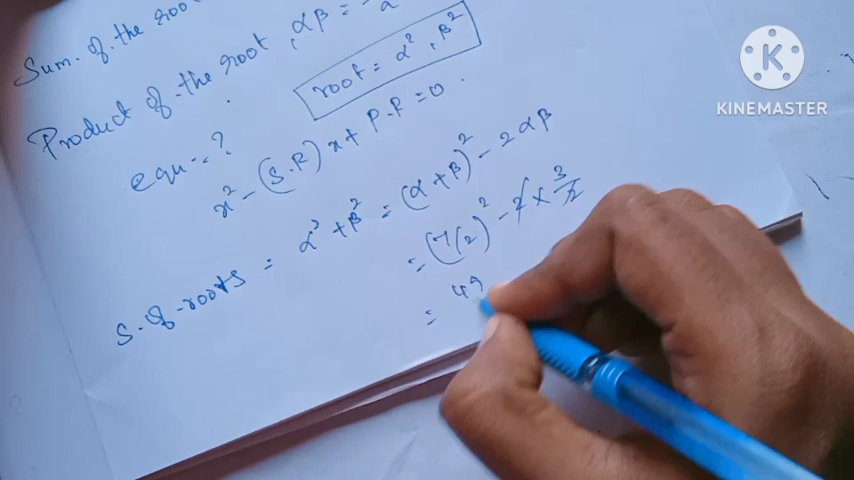 Sum. of. the root
Product of. the root, αβ = - a
root = α², β²
equ-..?
x² - (S.R) x + P.R = 0.
S. of. roots = α² + β² = (α + β)² - 2αβ
= (7/2)² - 2 × 3/2
= 49
K
KINEMASTER